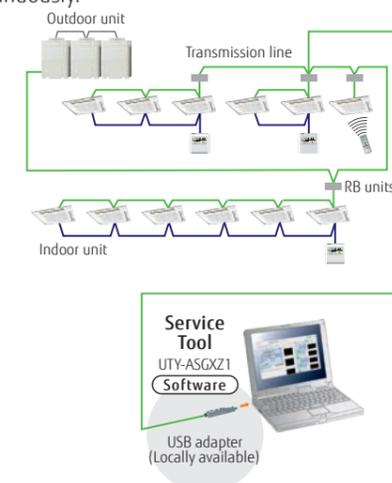 Outdoor unit
Transmission line
RB units
Indoor unit
Service
Tool
UTY-ASGXZ1
Software
USB adapter
(Locally available)